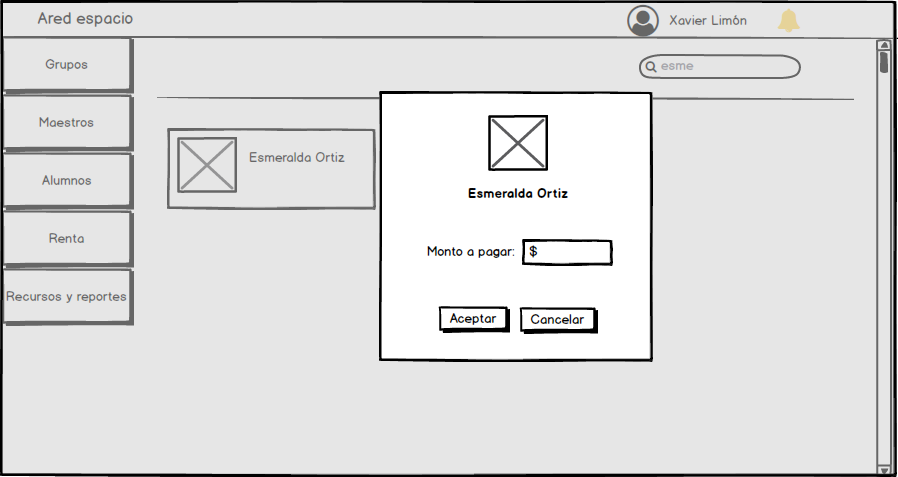 Ared espacio
Xavier Limón
Grupos
Maestros
Alumnos
Renta
Recursos y reportes
esme
Esmeralda Ortiz
Esmeralda Ortiz
Monto a pagar: $
Aceptar
Cancelar